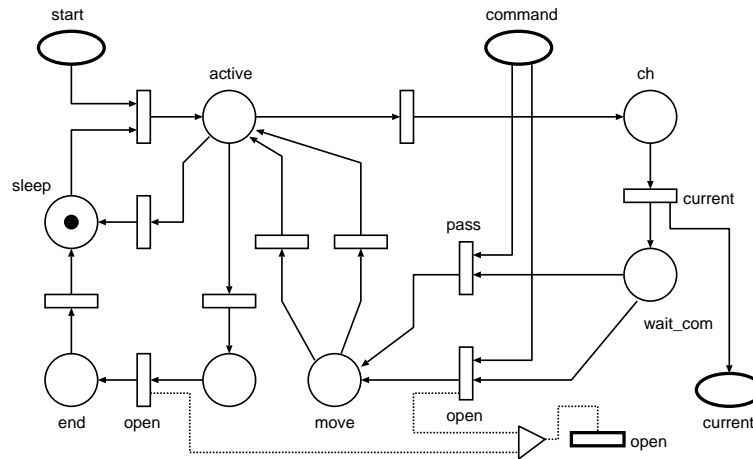 start
command
active
ch
sleep
current
pass
wait_com
end
open
move
open
open
current